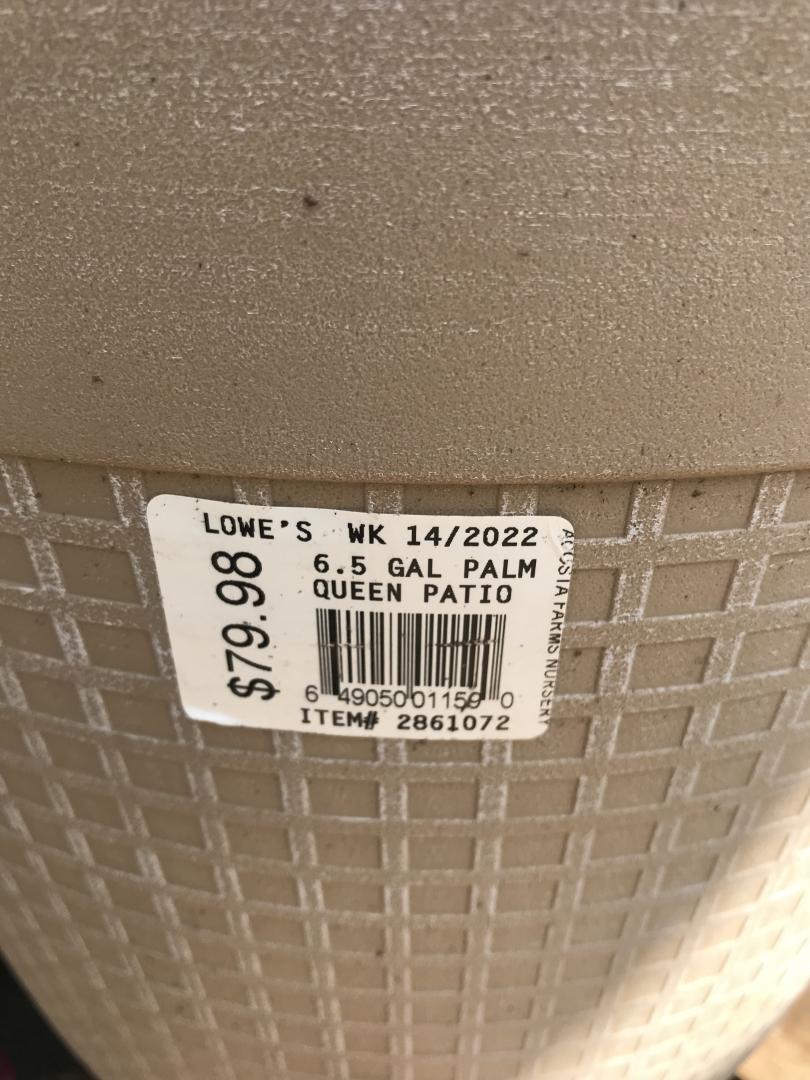 LOWE'S WK 14/2022
6.5 GAL PALM
QUEEN PATIO
$79.98
6 49050 01159 0
ITEM# 2861072
ACOSTA FARMS NURSERY